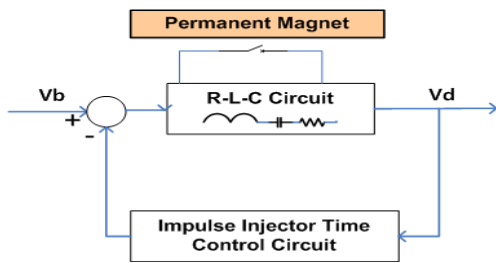 Permanent Magnet
Vb
R-L-C Circuit
Vd
+
-
Impulse Injector Time
Control Circuit